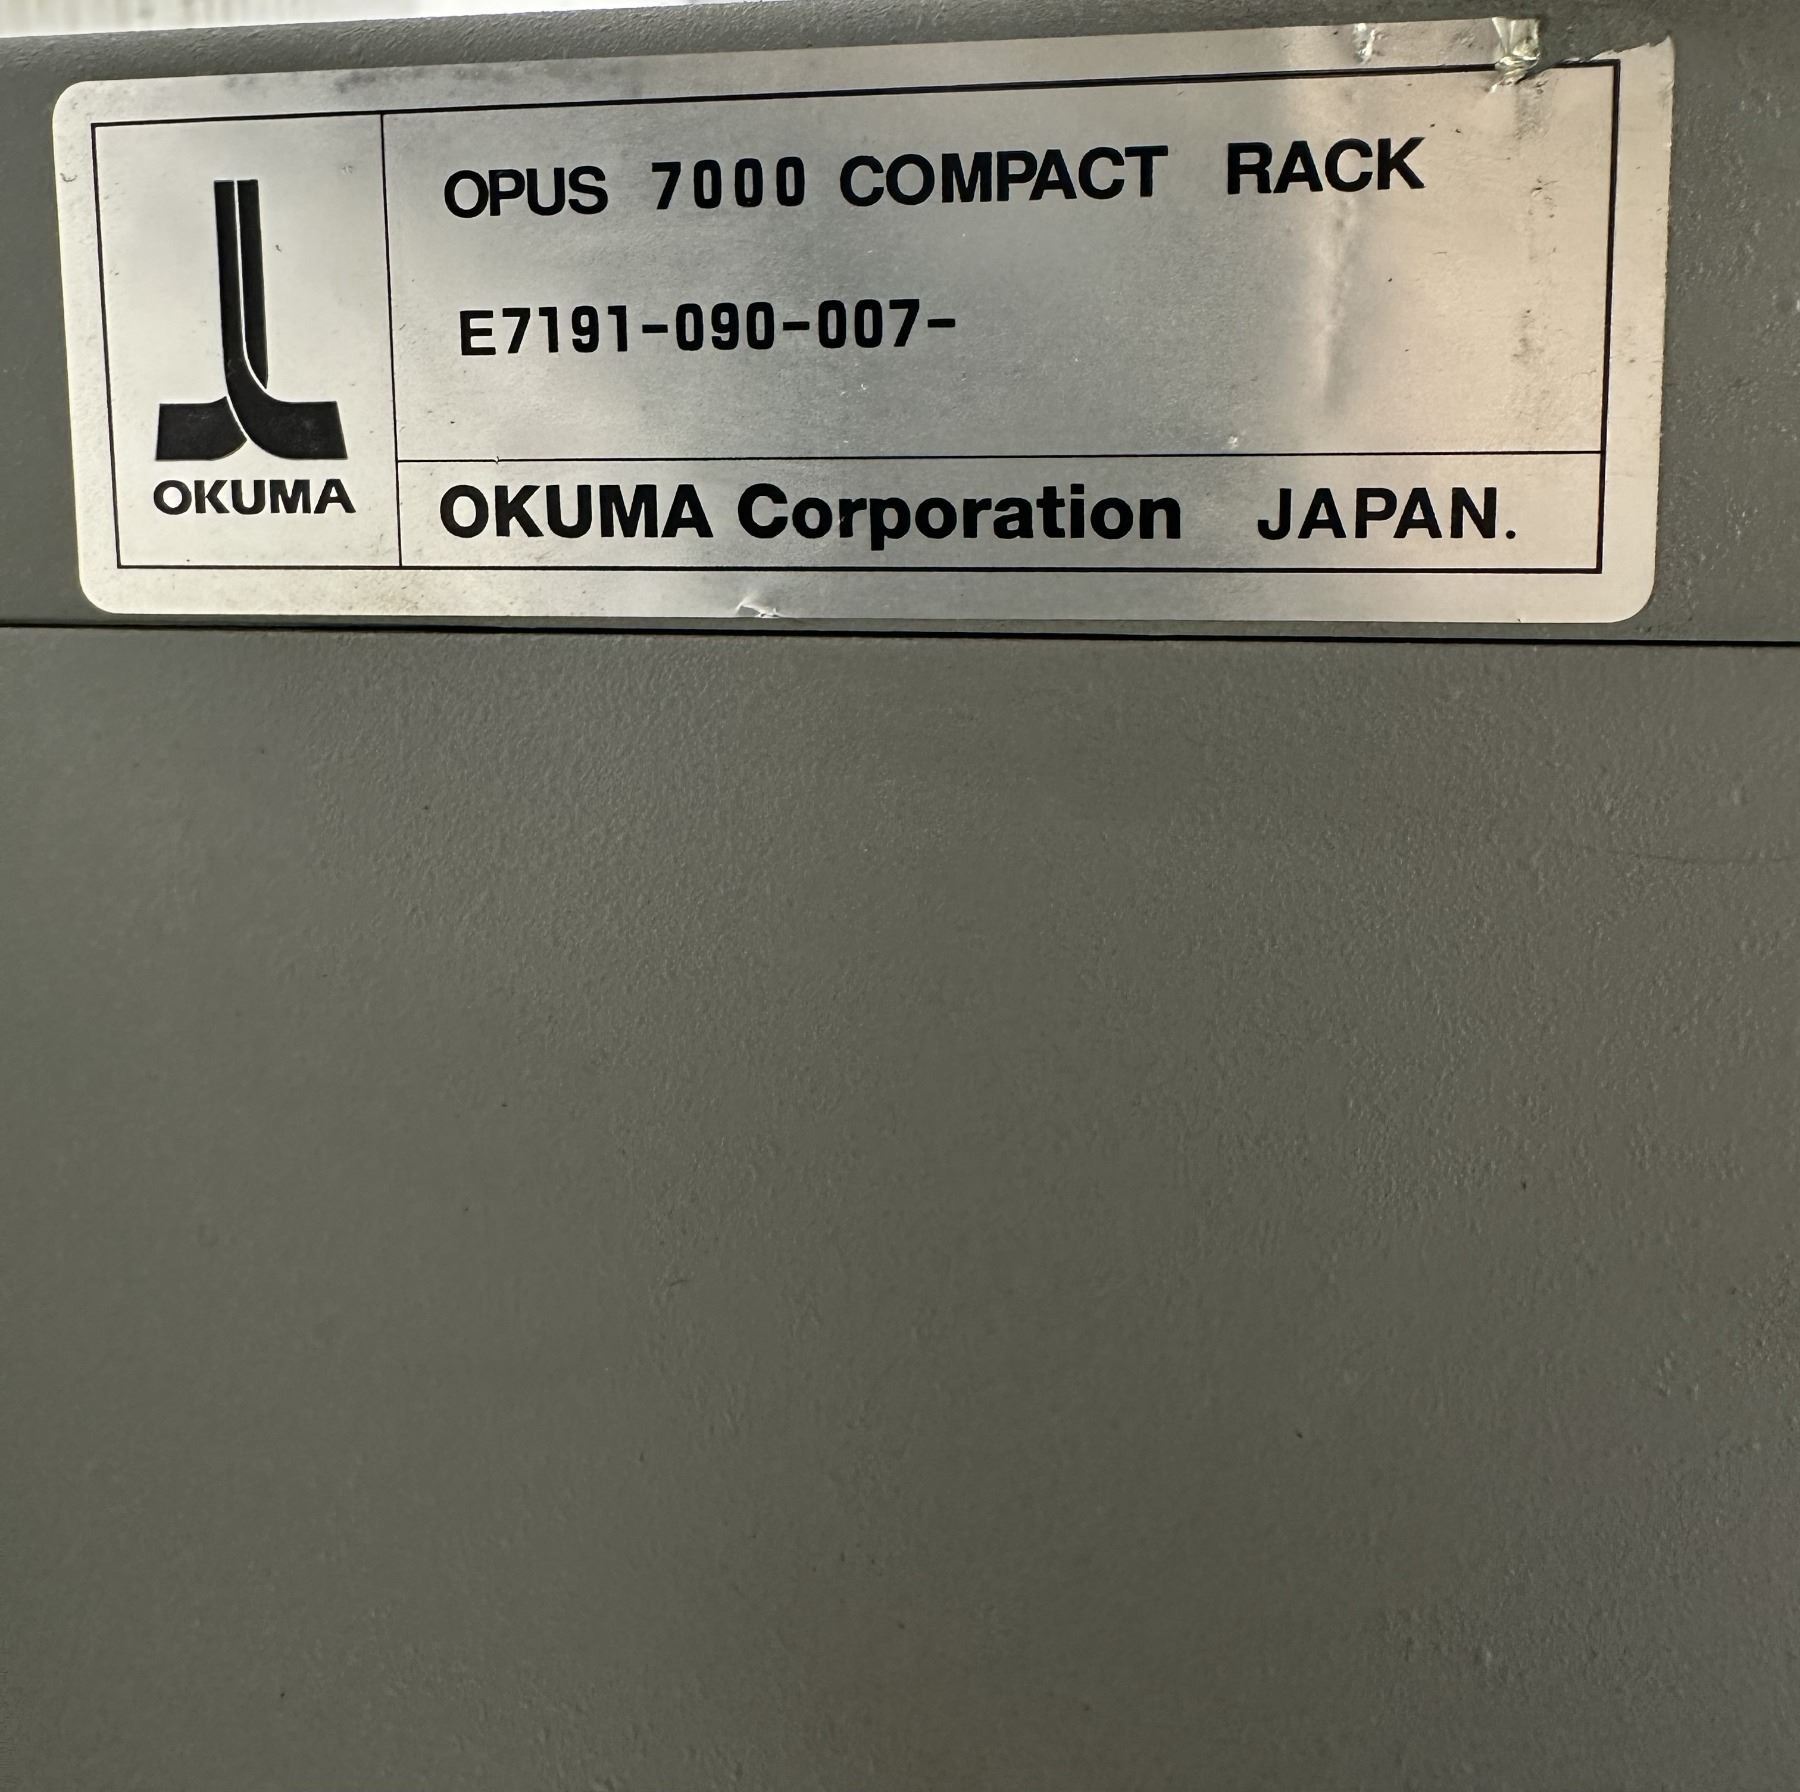 OPUS 7000 COMPACT RACK
E7191-090-007-
OKUMA
OKUMA Corporation JAPAN.